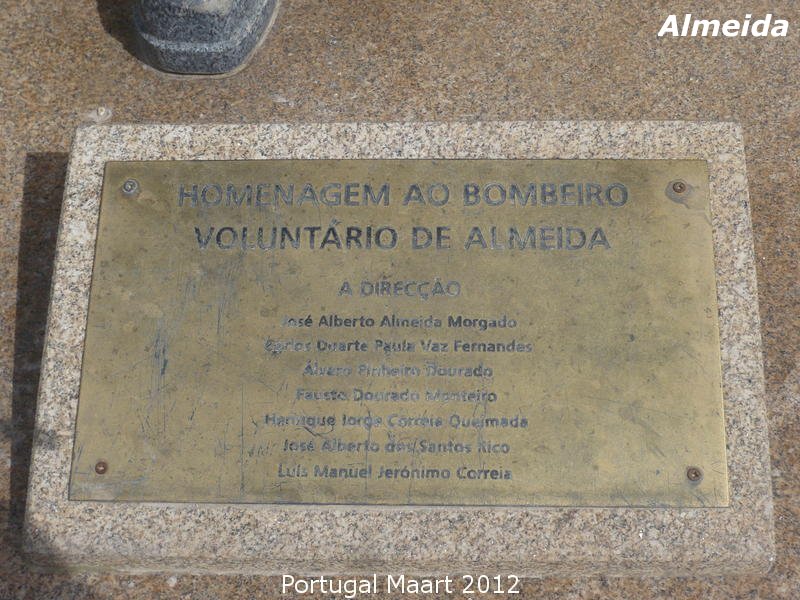 Almeida
HOMENAGEM AO BOMBEIRO
VOLUNTÁRIO DE ALMEIDA
A DIRECÇÃO
José Alberto Almeida Morgado
Carlos Duarte Paula Vaz Fernandes
Álvaro Pinheiro Dourado
Fausto Dourado Monteiro
Henrique Jorge Correia Queimada
José Alberto dos Santos Rico
Luís Manuel Jerónimo Correia
Portugal Maart 2012